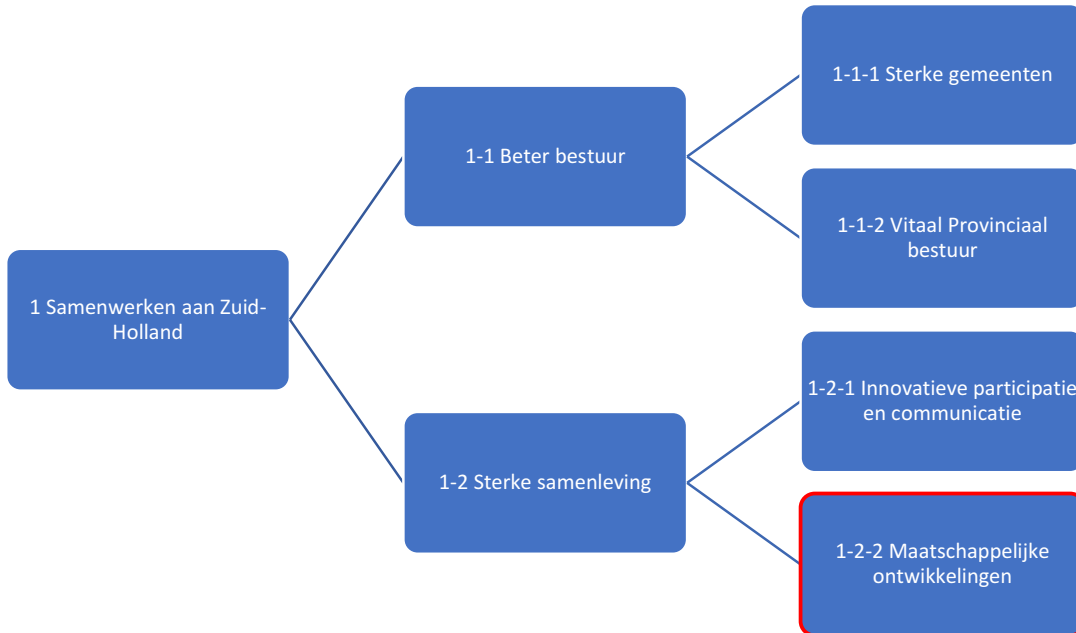 1 Samenwerken aan Zuid-
Holland
1-1 Beter bestuur
1-1-1 Sterke gemeenten
1-1-2 Vitaal Provinciaal
bestuur
1-2 Sterke samenleving
1-2-1 Innovatieve participatie
en communicatie
1-2-2 Maatschappelijke
ontwikkelingen